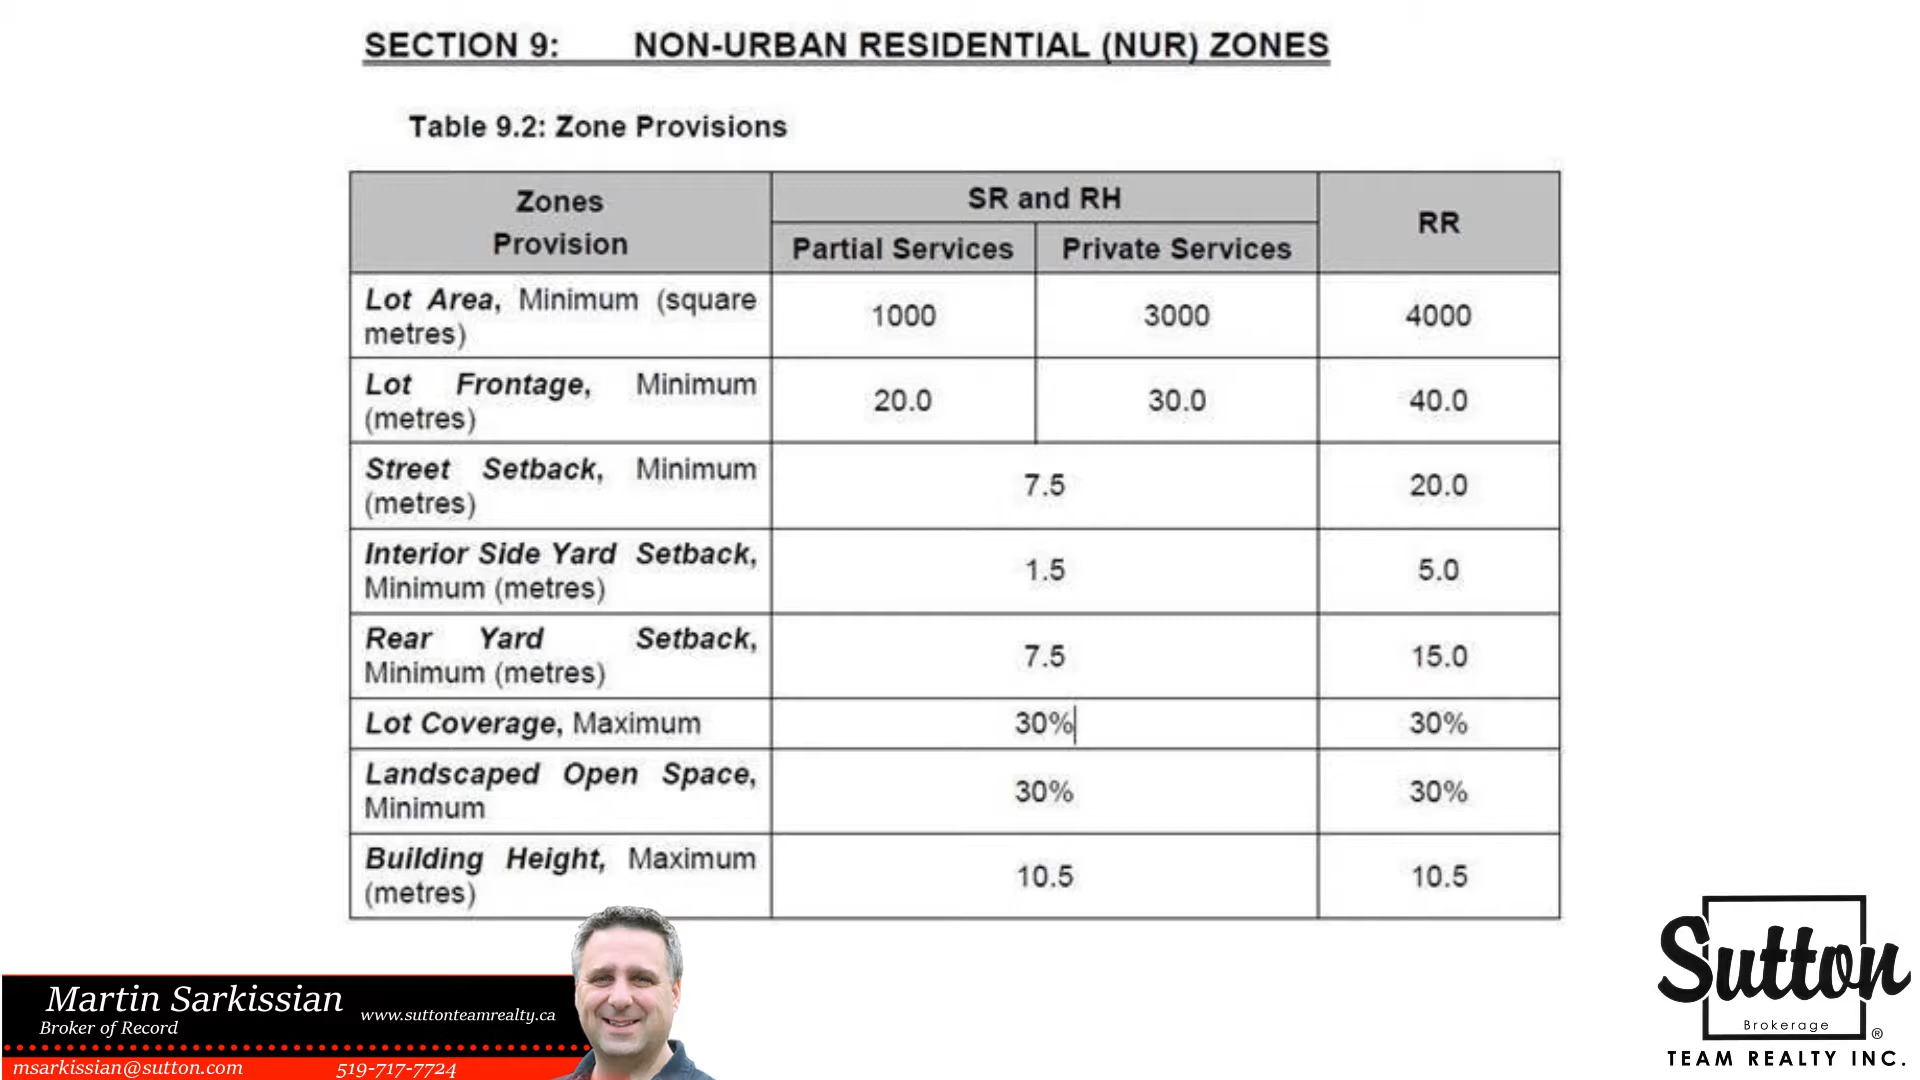 SECTION 9: NON-URBAN RESIDENTIAL (NUR) ZONES
Table 9.2: Zone Provisions
Zones
Provision
SR and RH
RR
Partial Services
Private Services
Lot Area, Minimum (square
metres)
1000
3000
4000
Lot Frontage, Minimum
(metres)
20.0
30.0
40.0
Street Setback, Minimum
(metres)
7.5
20.0
Interior Side Yard Setback,
Minimum (metres)
1.5
5.0
Rear Yard Setback,
Minimum (metres)
7.5
15.0
Lot Coverage, Maximum
30%
30%
Landscaped Open Space,
Minimum
30%
30%
Building Height, Maximum
(metres)
10.5
10.5
Martin Sarkissian
Broker of Record
www.suttonteamrealty.ca
msarkissian@sutton.com
519-717-7724
Sutton
Brokerage
®
TEAM REALTY INC.